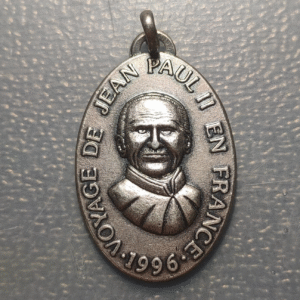 VOYAGE DE JEAN PAUL II EN FRANCE
·1996·